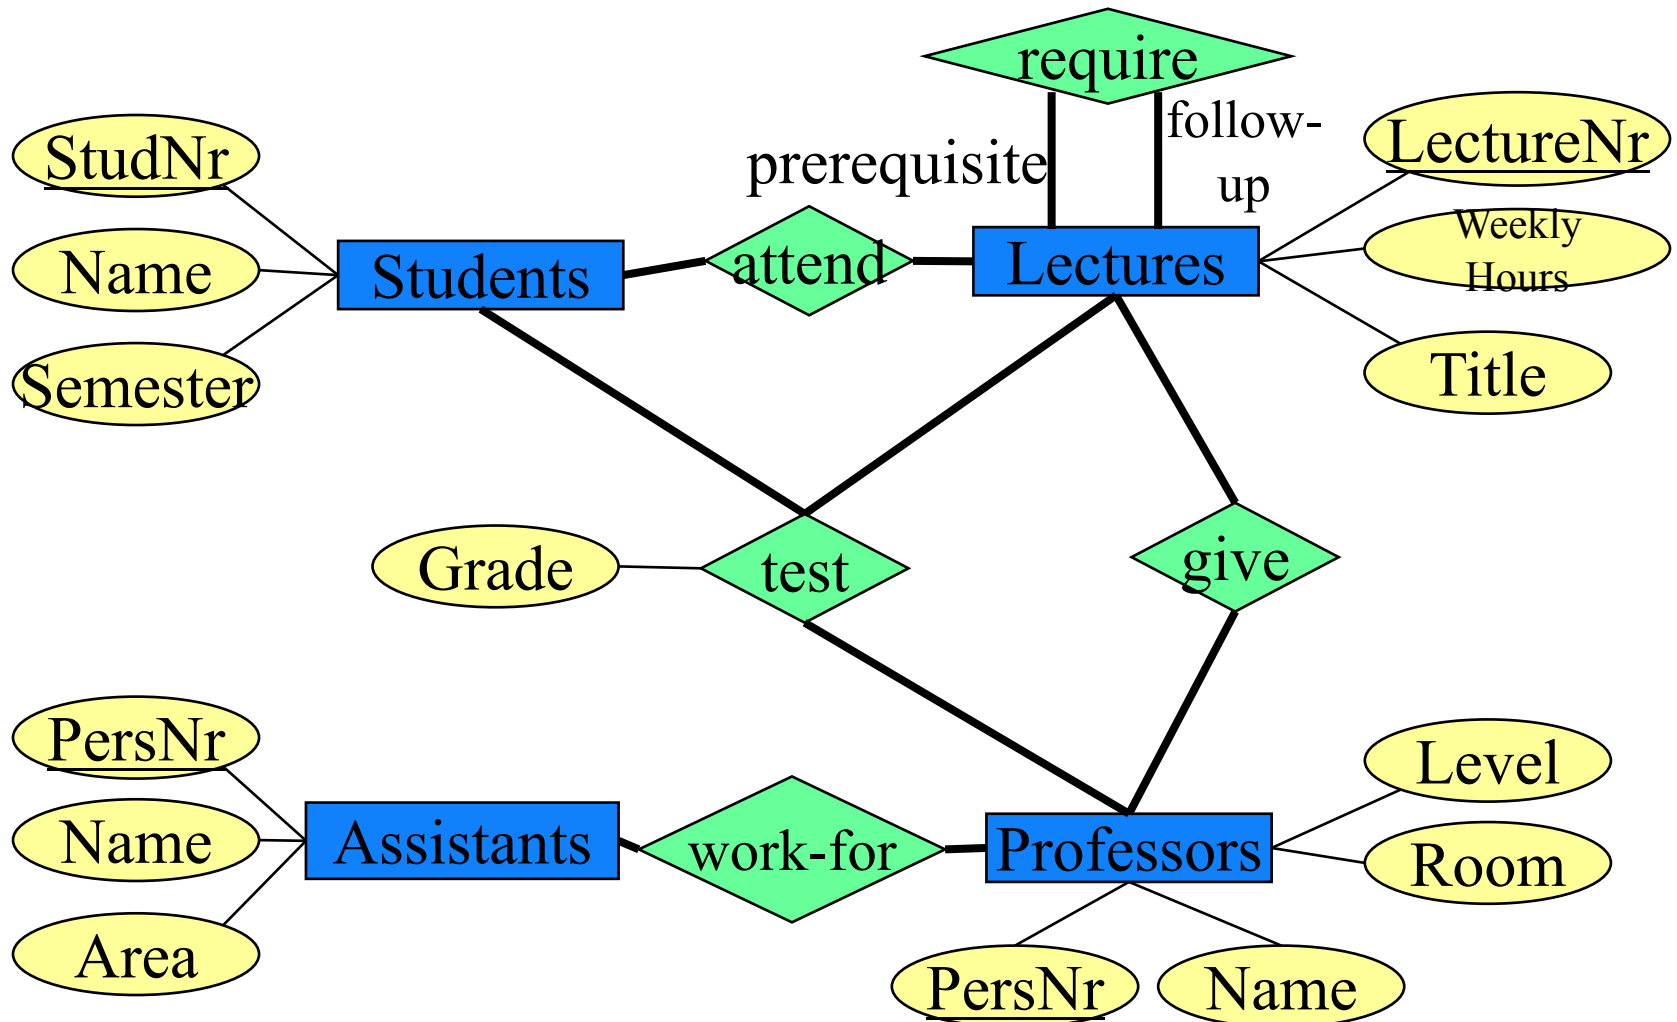 require
follow-
up
prerequisite
StudNr
LectureNr
Name
Students
attend
Lectures
Weekly
Hours
Semester
Title
Grade
test
give
PersNr
Level
Name
Assistants
work-for
Professors
Room
Area
PersNr
Name